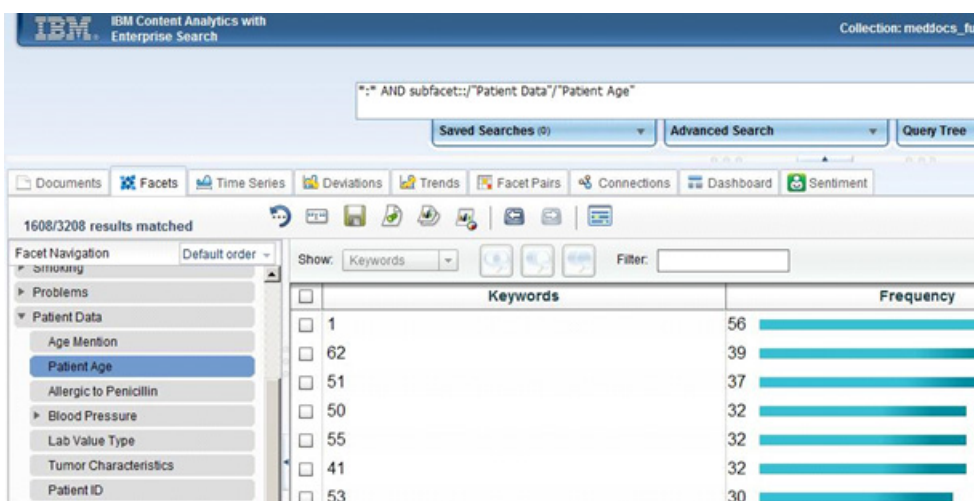 IBM. IBM Content Analytics with
Enterprise Search
Collection: meddocs_fu
*:* AND subfacet::/"Patient Data"/"Patient Age"
Saved Searches (0) Advanced Search Query Tree
Documents Facets Time Series Deviations Trends Facet Pairs Connections Dashboard Sentiment
1608/3208 results matched
Facet Navigation Default order
Show: Keywords Filter:
Smoking
Problems
Patient Data
Age Mention
Patient Age
Allergic to Penicillin
Blood Pressure
Lab Value Type
Tumor Characteristics
Patient ID
Keywords Frequency
1 56
62 39
51 37
50 32
55 32
41 32
53 30